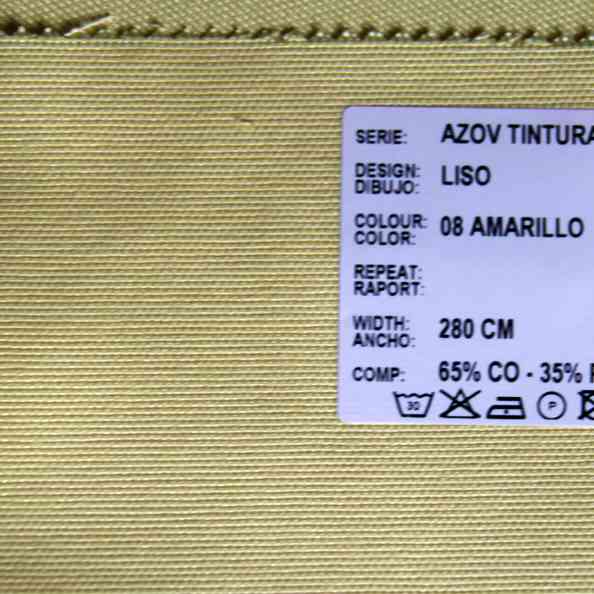 SERIE: AZOV TINTURA
DESIGN:
DIBUJO: LISO
COLOUR:
COLOR: 08 AMARILLO
REPEAT:
RAPORT:
WIDTH:
ANCHO: 280 CM
COMP: 65% CO - 35%
30 P